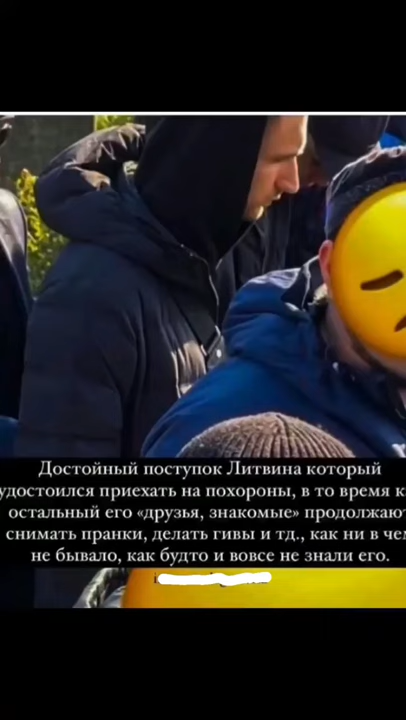 Достойный поступок Литвина который
удостоился приехать на похороны, в то время к
остальный его «друзья, знакомые» продолжают
снимать пранки, делать гивы и тд., как ни в чем
не бывало, как будто и вовсе не знали его.